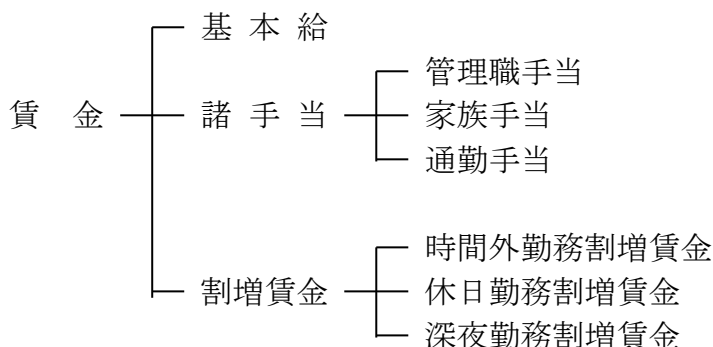 基本給
管理職手当
賃金
諸手当
家族手当
通勤手当
時間外勤務割増賃金
割増賃金
休日勤務割増賃金
深夜勤務割増賃金